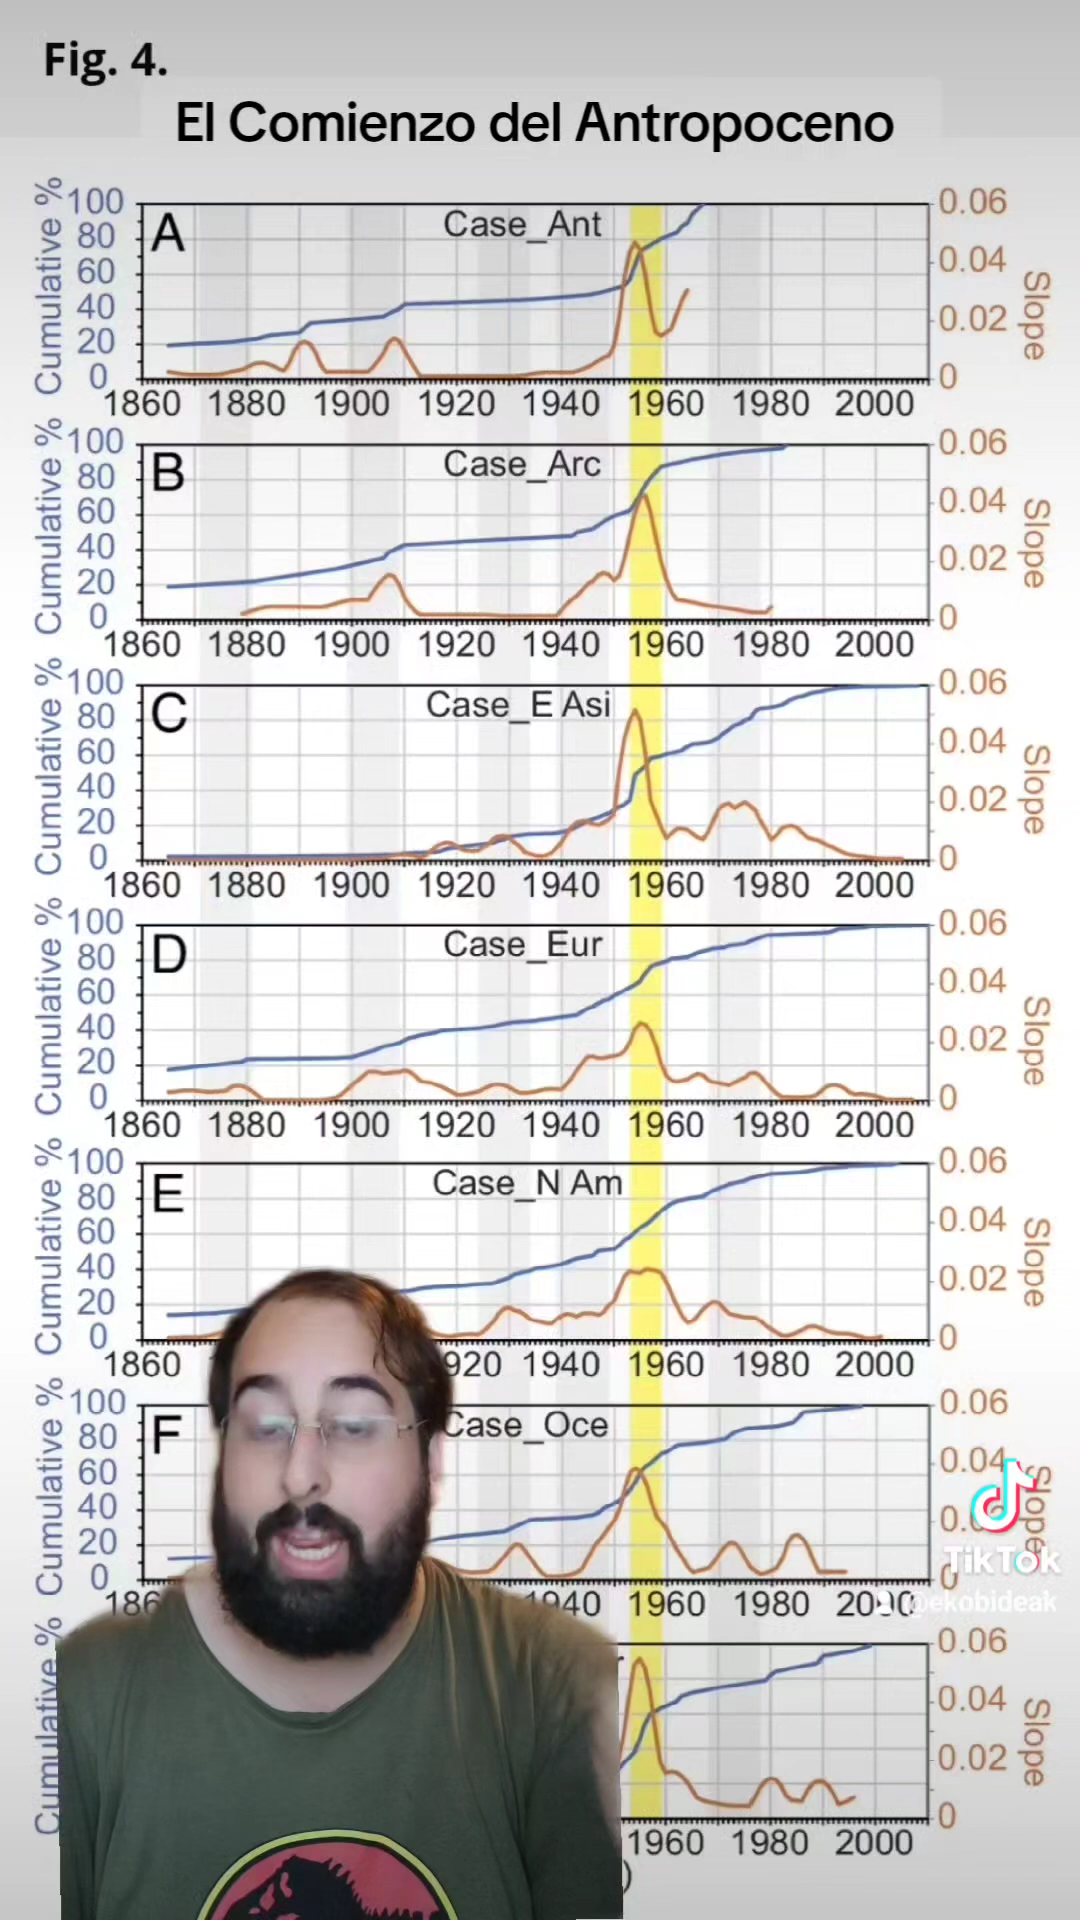 Fig. 4.
El Comienzo del Antropoceno
Cumulative %
100
80
60
40
20
0
A
Case_Ant
0.06
0.04
0.02
0
Slope
1860 1880 1900 1920 1940 1960 1980 2000
Cumulative %
100
80
60
40
20
0
B
Case_Arc
0.06
0.04
0.02
0
Slope
1860 1880 1900 1920 1940 1960 1980 2000
Cumulative %
100
80
60
40
20
0
C
Case_E Asi
0.06
0.04
0.02
0
Slope
1860 1880 1900 1920 1940 1960 1980 2000
Cumulative %
100
80
60
40
20
0
D
Case_Eur
0.06
0.04
0.02
0
Slope
1860 1880 1900 1920 1940 1960 1980 2000
Cumulative %
100
80
60
40
20
0
E
Case_N Am
0.06
0.04
0.02
0
Slope
1860 920 1940 1960 1980 2000
Cumulative %
100
80
60
40
20
0
F
Case_Oce
0.06
0.04
0
Slope
TikTok
@ekobideak
186 40 1960 1980
Cumulative %
0.06
0.04
0.02
0
Slope
1960 1980 2000
)